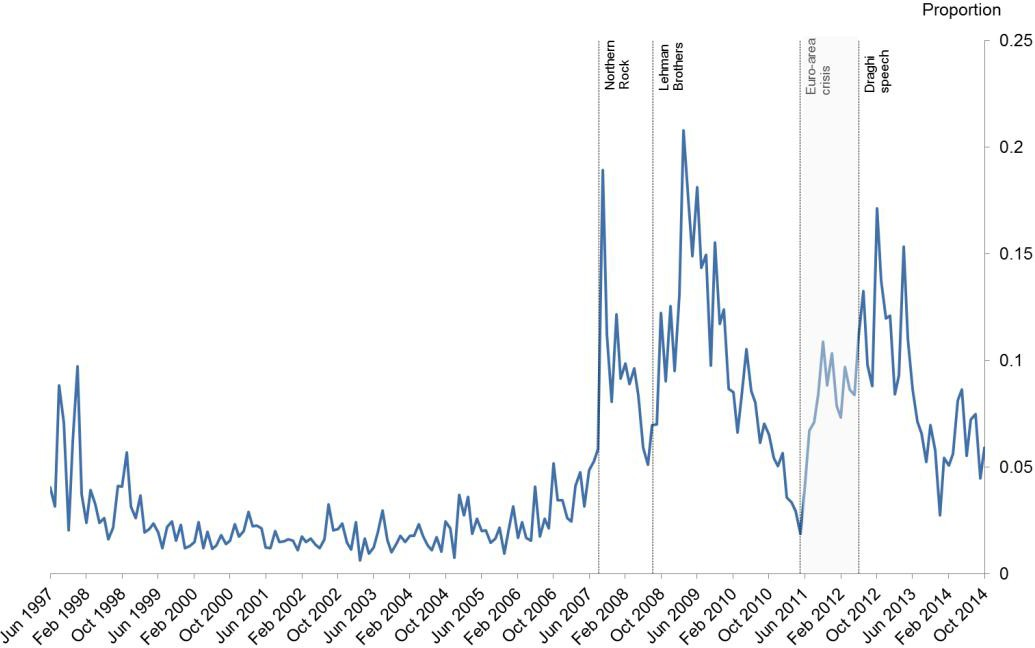 Proportion
0.25
0.2
0.15
0.1
0.05
0
Northern
Rock
Lehman
Brothers
Euro-area
crisis
Draghi
speech
Jun 1997
Feb 1998
Oct 1998
Jun 1999
Feb 2000
Oct 2000
Jun 2001
Feb 2002
Oct 2002
Jun 2003
Feb 2004
Oct 2004
Jun 2005
Feb 2006
Oct 2006
Jun 2007
Feb 2008
Oct 2008
Jun 2009
Feb 2010
Oct 2010
Jun 2011
Feb 2012
Oct 2012
Jun 2013
Feb 2014
Oct 2014